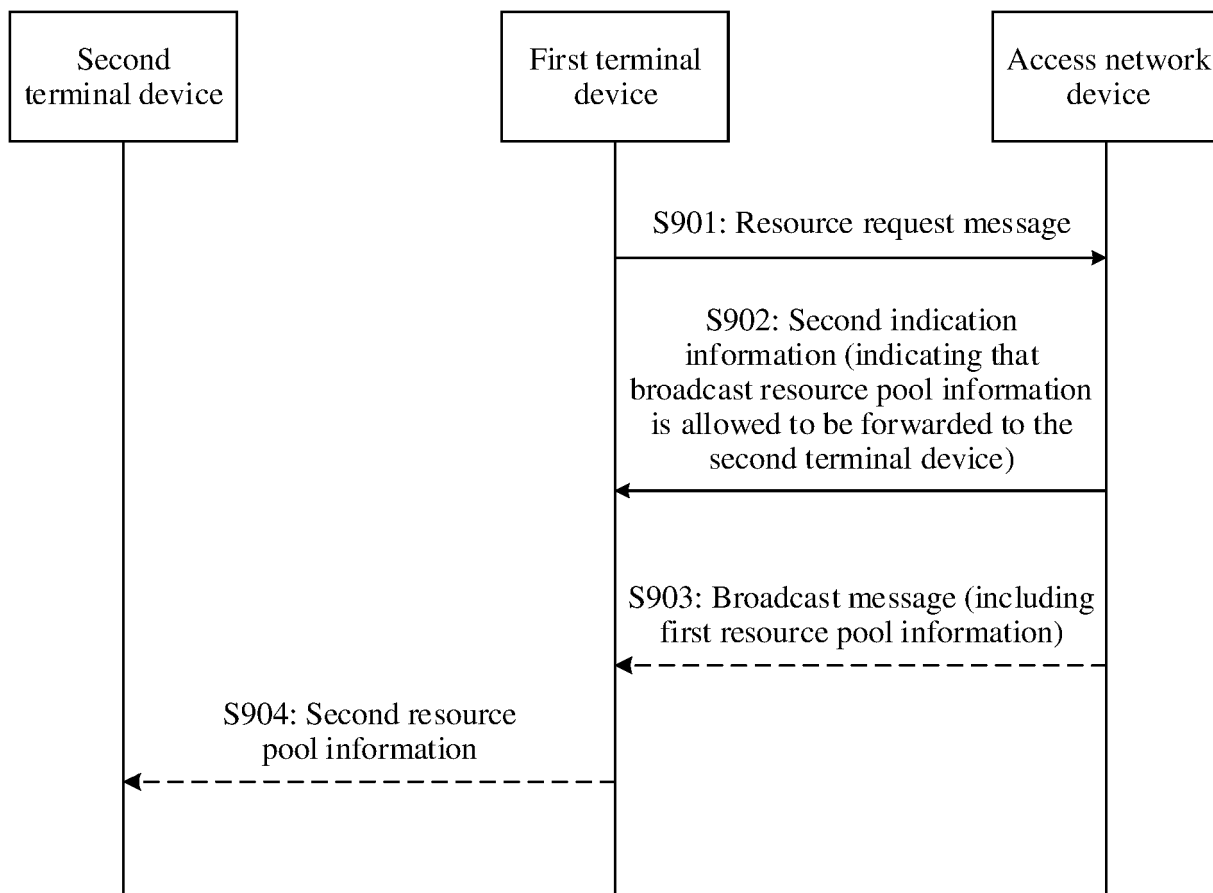 Second
terminal device
First terminal
device
Access network
device
S901: Resource request message
S902: Second indication
information (indicating that
broadcast resource pool information
is allowed to be forwarded to the
second terminal device)
S903: Broadcast message (including
first resource pool information)
S904: Second resource
pool information